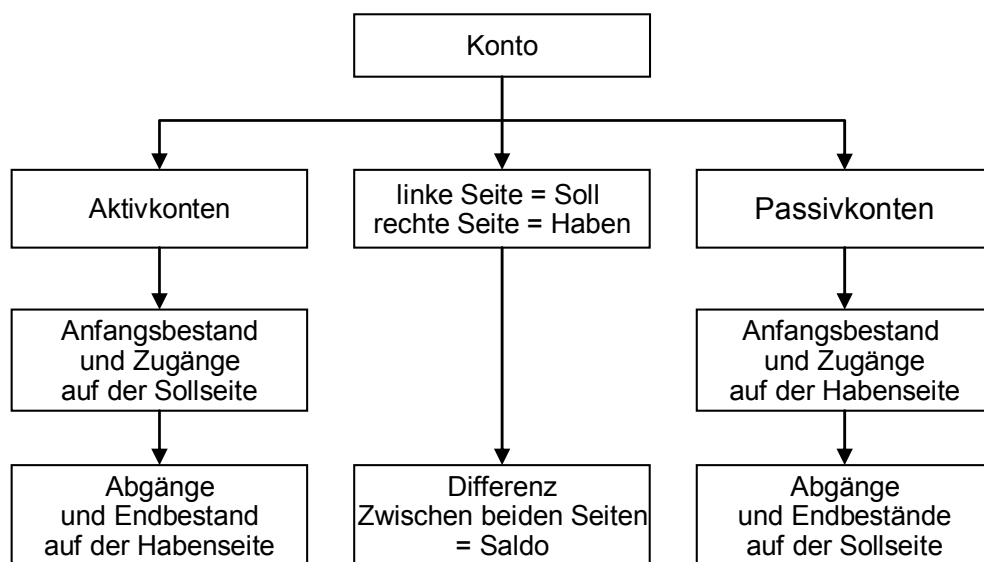 Konto
Aktivkonten
linke Seite = Soll
rechte Seite = Haben
Passivkonten
Anfangsbestand
und Zugänge
auf der Sollseite
Anfangsbestand
und Zugänge
auf der Habenseite
Abgänge
und Endbestand
auf der Habenseite
Differenz
Zwischen beiden Seiten
= Saldo
Abgänge
und Endbestände
auf der Sollseite